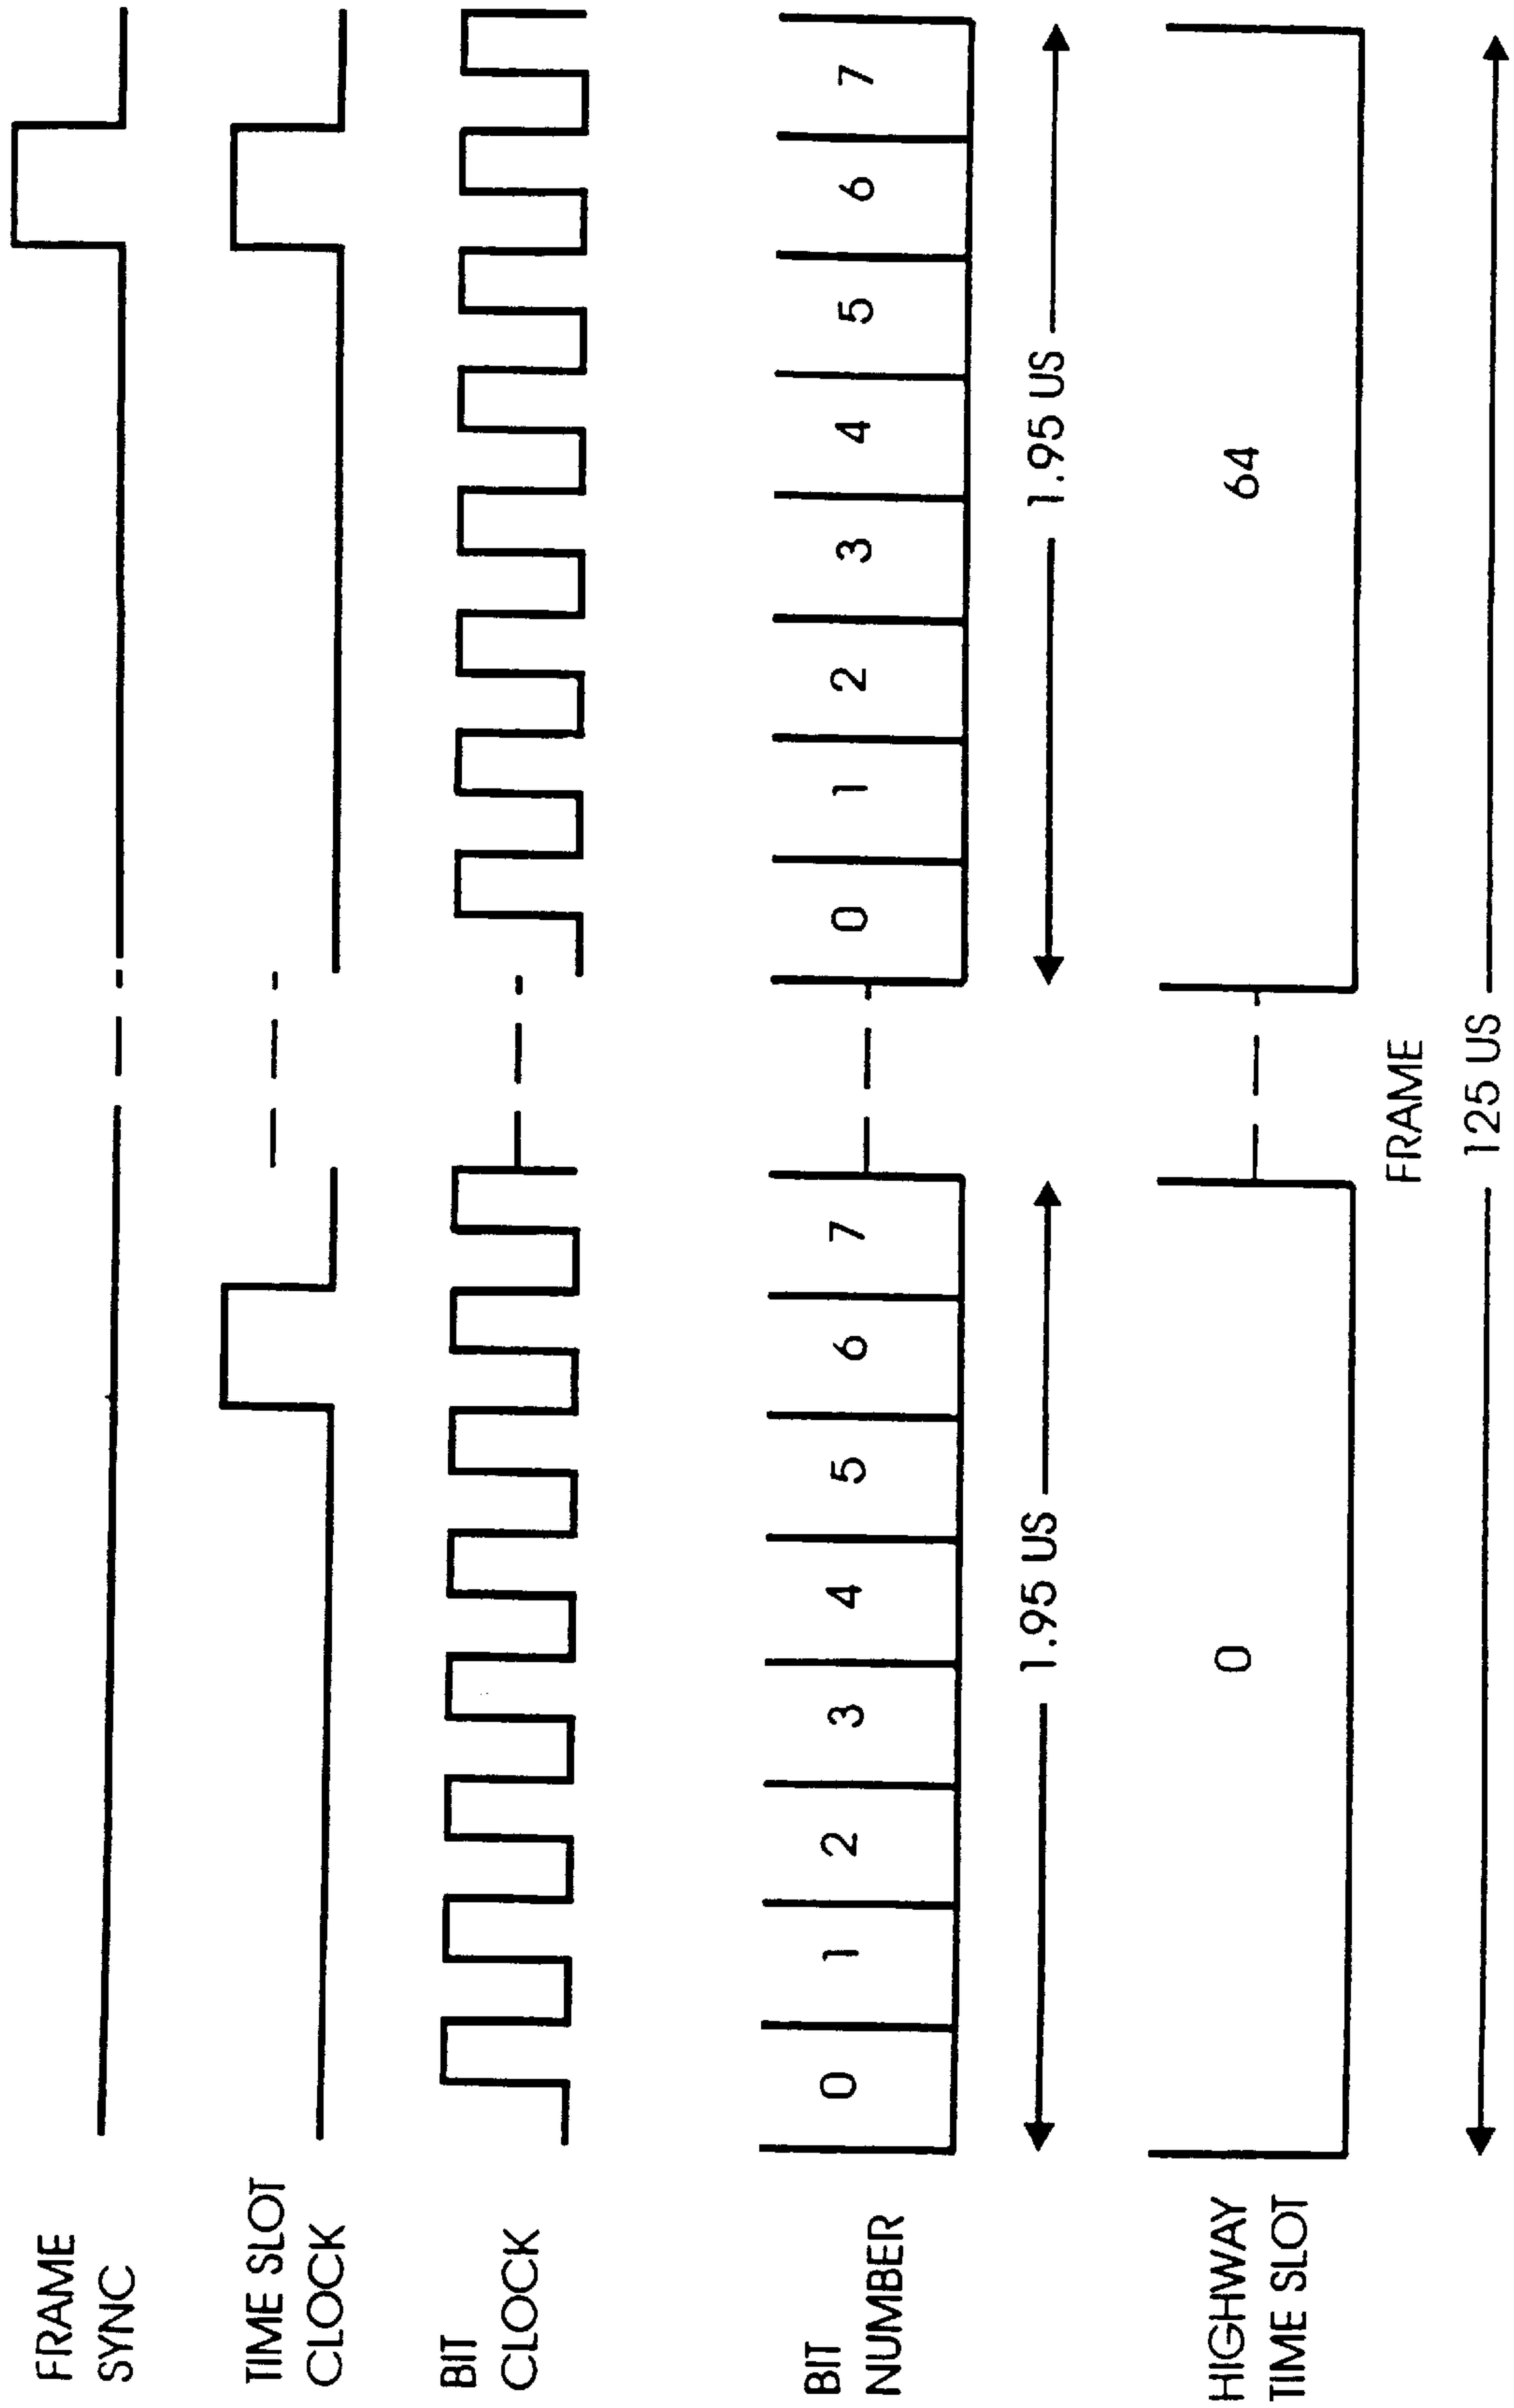 FRAME
SYNC
TIME SLOT
CLOCK
BIT
CLOCK
BIT
NUMBER
0 1 2 3 4 5 6 7 0 1 2 3 4 5 6 7
1.95 US 1.95 US
HIGHWAY
TIME SLOT
0 64
FRAME
125 US